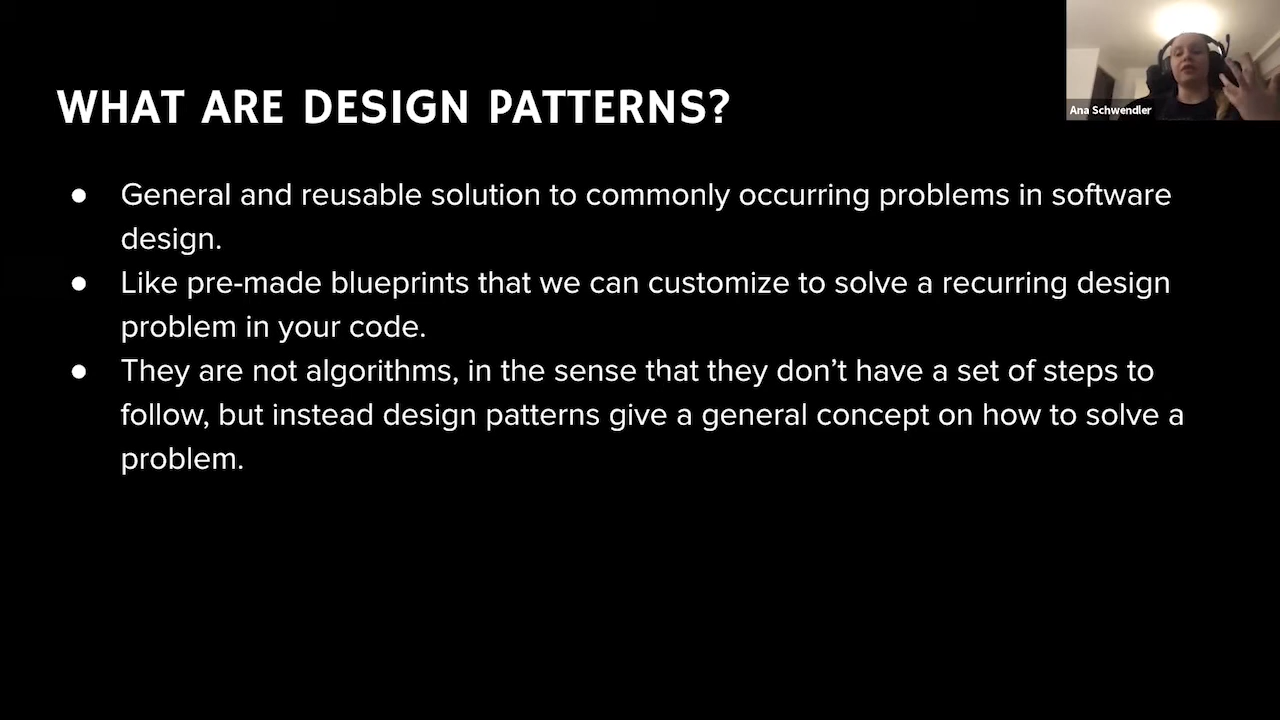 WHAT ARE DESIGN PATTERNS?
Ana Schwendler
● General and reusable solution to commonly occurring problems in software
design.
● Like pre-made blueprints that we can customize to solve a recurring design
problem in your code.
● They are not algorithms, in the sense that they don’t have a set of steps to
follow, but instead design patterns give a general concept on how to solve a
problem.